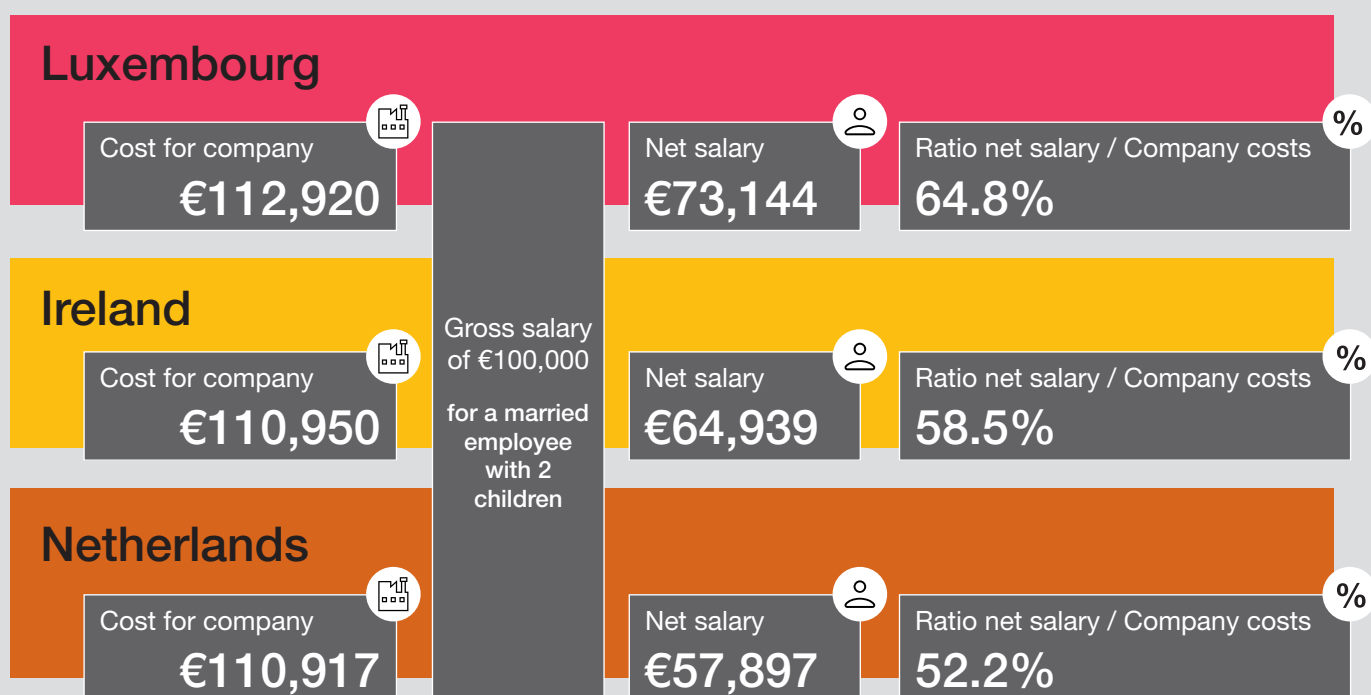 Luxembourg
Cost for company
€112,920
Net salary
€73,144
%
Ratio net salary / Company costs
64.8%
Ireland
Cost for company
€110,950
Gross salary
of €100,000
for a married
employee
with 2
children
Net salary
€64,939
%
Ratio net salary / Company costs
58.5%
Netherlands
Cost for company
€110,917
Net salary
€57,897
%
Ratio net salary / Company costs
52.2%